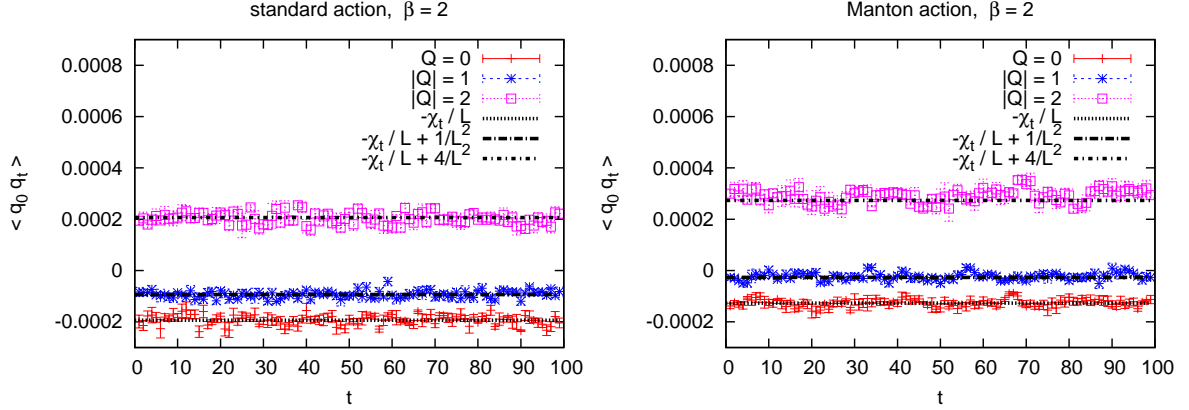 standard action, β = 2
< q0 qt >
0.0008
0.0006
0.0004
0.0002
0
-0.0002
Q = 0
|Q| = 1
|Q| = 2
-χt / L
-χt / L + 1/L²
-χt / L + 4/L²
0 10 20 30 40 50 60 70 80 90 100
t
Manton action, β = 2
< q0 qt >
0.0008
0.0006
0.0004
0.0002
0
-0.0002
Q = 0
|Q| = 1
|Q| = 2
-χt / L
-χt / L + 1/L²
-χt / L + 4/L²
0 10 20 30 40 50 60 70 80 90 100
t